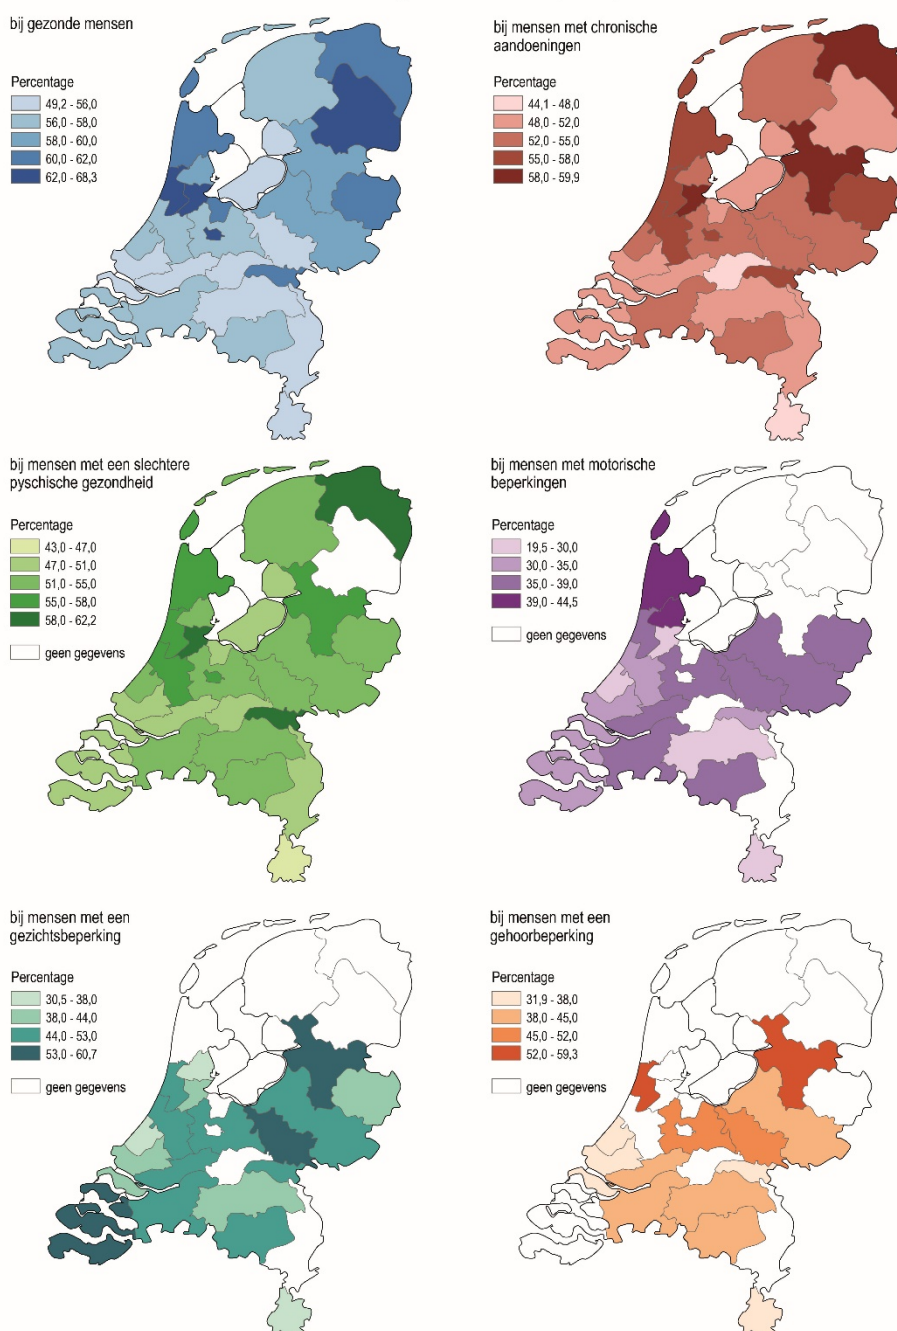 bij gezonde mensen
Percentage
49,2 - 56,0
56,0 - 58,0
58,0 - 60,0
60,0 - 62,0
62,0 - 68,3
bij mensen met chronische
aandoeningen
Percentage
44,1 - 48,0
48,0 - 52,0
52,0 - 55,0
55,0 - 58,0
58,0 - 59,9
bij mensen met een slechtere
pyschische gezondheid
Percentage
43,0 - 47,0
47,0 - 51,0
51,0 - 55,0
55,0 - 58,0
58,0 - 62,2
geen gegevens
bij mensen met motorische
beperkingen
Percentage
19,5 - 30,0
30,0 - 35,0
35,0 - 39,0
39,0 - 44,5
geen gegevens
bij mensen met een
gezichtsbeperking
Percentage
30,5 - 38,0
38,0 - 44,0
44,0 - 53,0
53,0 - 60,7
geen gegevens
bij mensen met een
gehoorbeperking
Percentage
31,9 - 38,0
38,0 - 45,0
45,0 - 52,0
52,0 - 59,3
geen gegevens